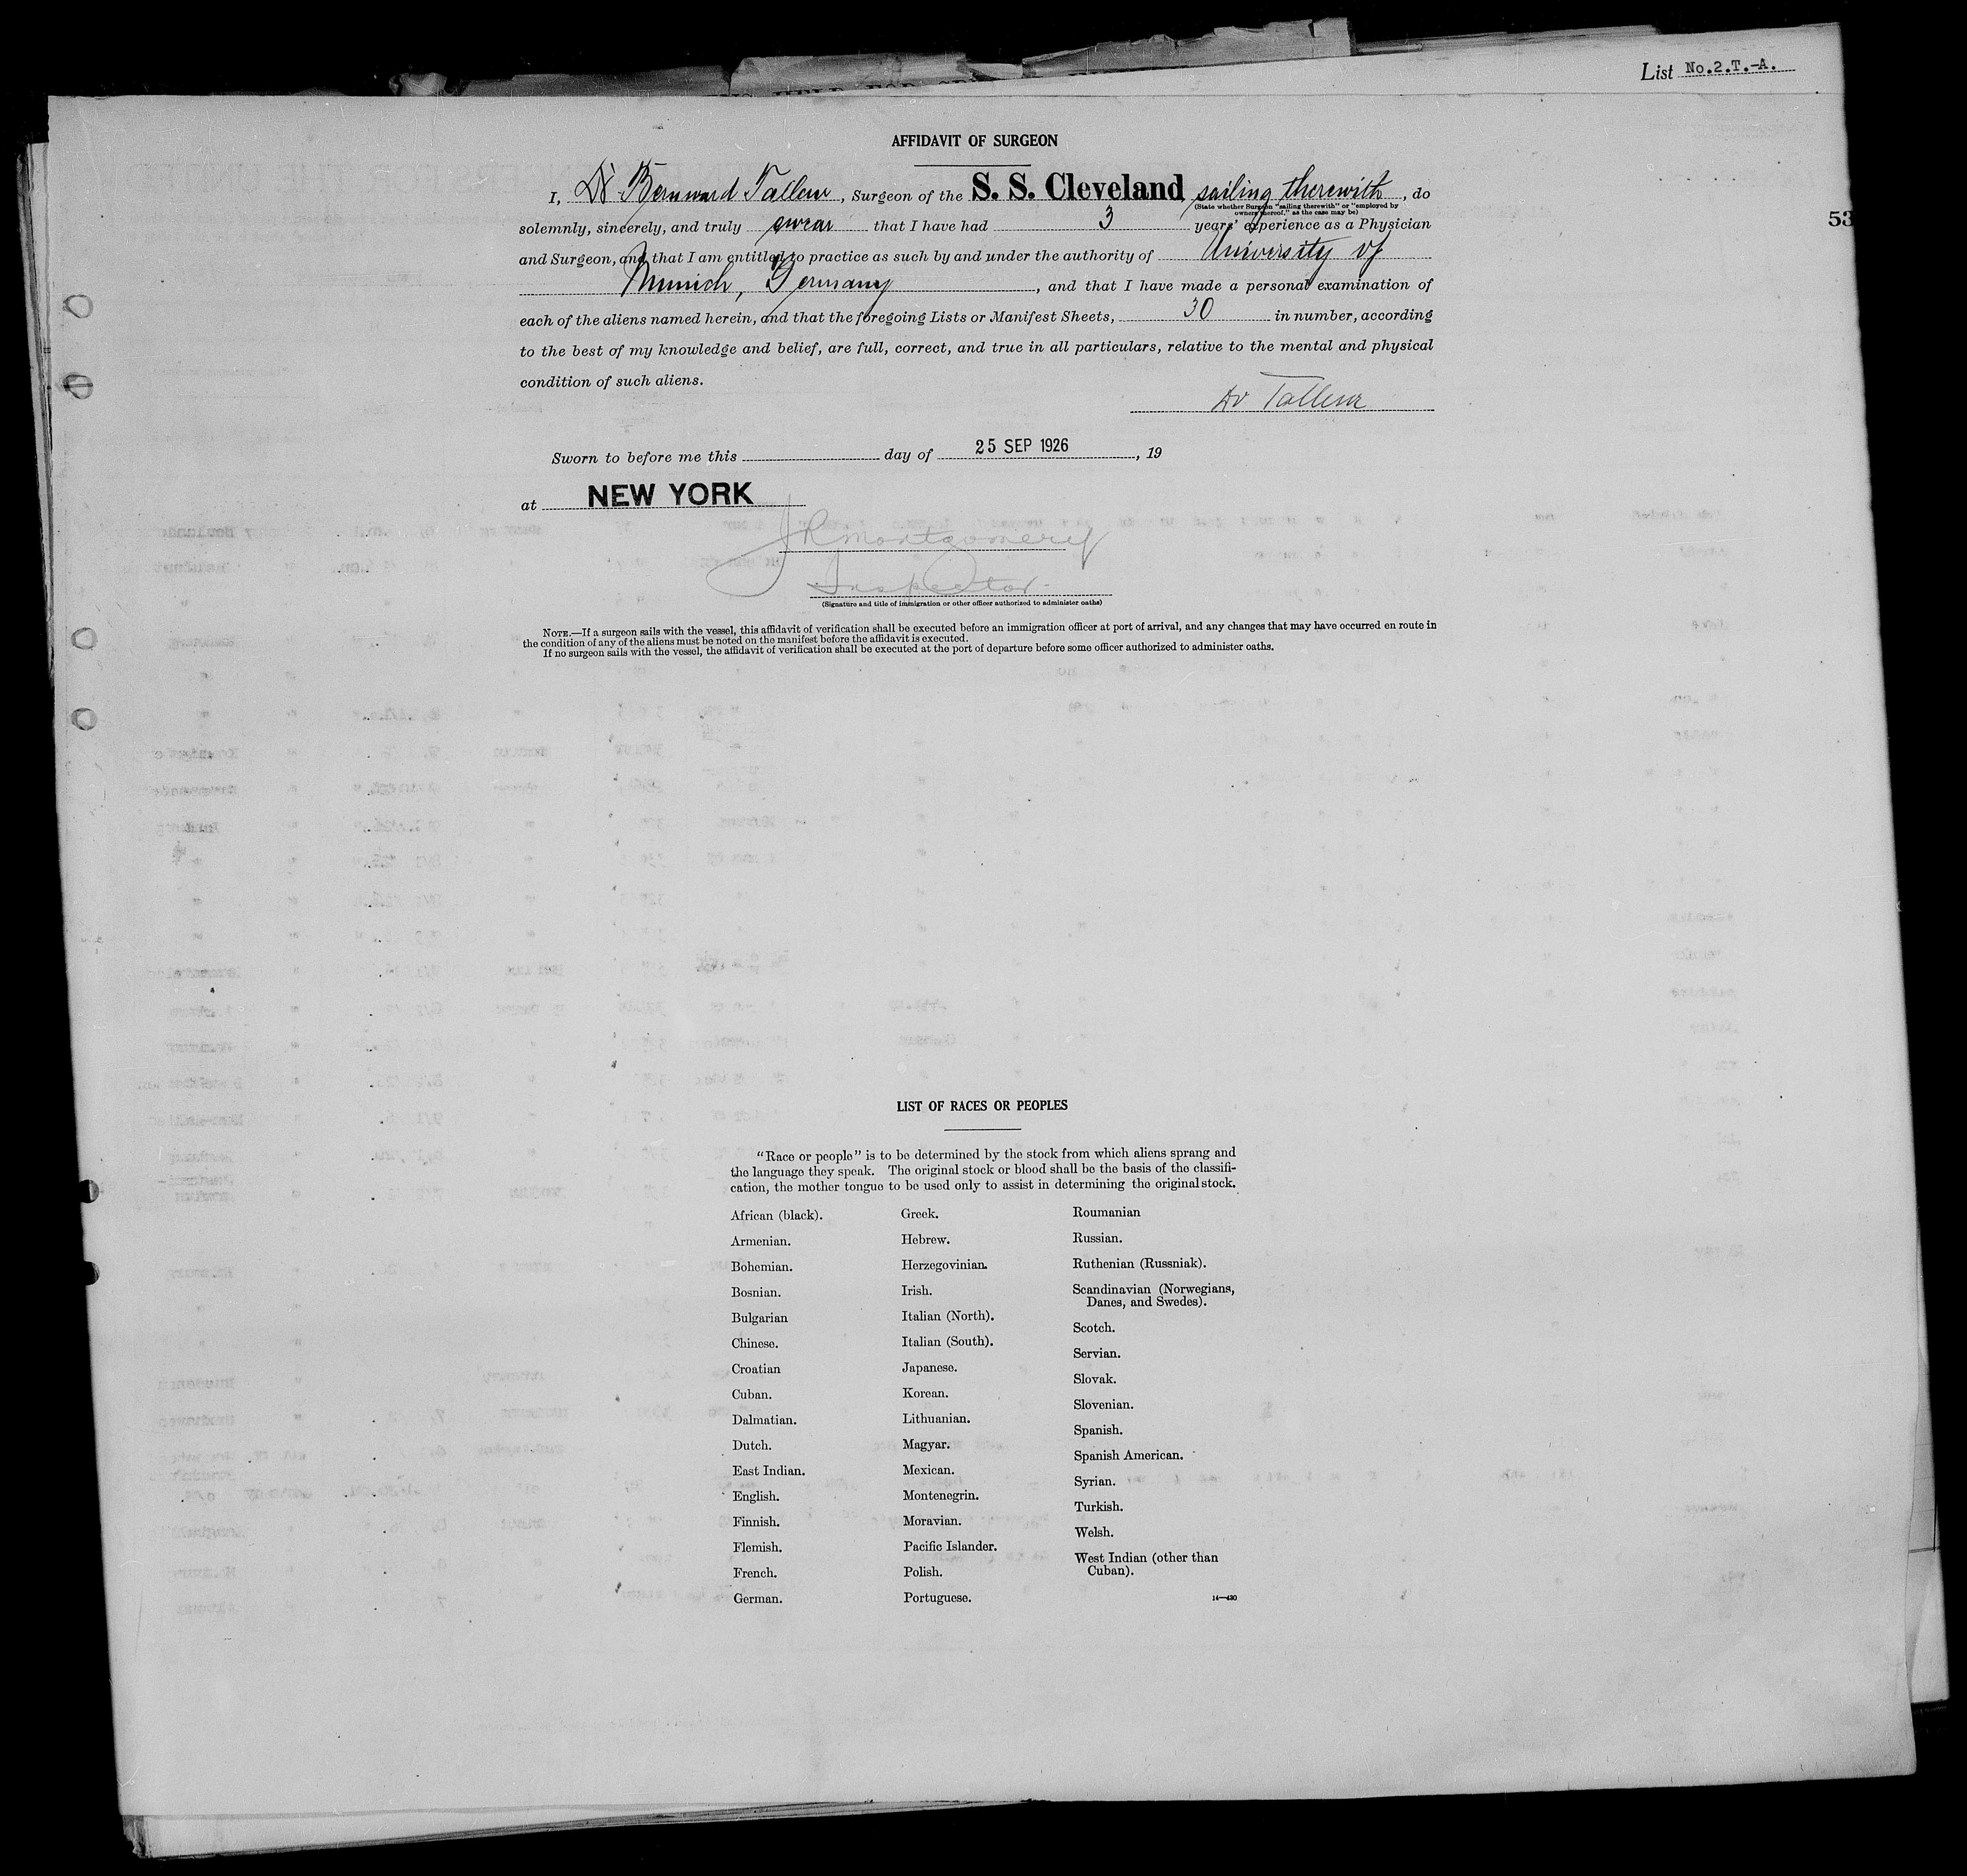 List No.2.T.-A.
AFFIDAVIT OF SURGEON
I, Dr Bernward, Surgeon of the S. S. Cleveland sailing therewith, do
(State whether Surgeon "sailing therewith" or "employed by
owners thereof," as the case may be)
53
solemnly, sincerely, and truly swear that I have had 3 years' experience as a Physician
and Surgeon, and that I am entitled to practice as such by and under the authority of University of
Munich, Germany, and that I have made a personal examination of
each of the aliens named herein, and that the foregoing Lists or Manifest Sheets, 30 in number, according
to the best of my knowledge and belief, are full, correct, and true in all particulars, relative to the mental and physical
condition of such aliens.
Dr
Sworn to before me this day of 25 SEP 1926, 19
at NEW YORK
JRMontgomery
Inspector
(Signature and title of immigration or other officer authorized to administer oaths)
NOTE.—If a surgeon sails with the vessel, this affidavit of verification shall be executed before an immigration officer at port of arrival, and any changes that may have occurred en route in
the condition of any of the aliens must be noted on the manifest before the affidavit is executed.
If no surgeon sails with the vessel, the affidavit of verification shall be executed at the port of departure before some officer authorized to administer oaths.
LIST OF RACES OR PEOPLES
"Race or people" is to be determined by the stock from which aliens sprang and
the language they speak. The original stock or blood shall be the basis of the classifi-
cation, the mother tongue to be used only to assist in determining the original stock.
African (black).
Armenian.
Bohemian.
Bosnian.
Bulgarian
Chinese.
Croatian
Cuban.
Dalmatian.
Dutch.
East Indian.
English.
Finnish.
Flemish.
French.
German.
Greek.
Hebrew.
Herzegovinian.
Irish.
Italian (North).
Italian (South).
Japanese.
Korean.
Lithuanian.
Magyar.
Mexican.
Montenegrin.
Moravian.
Pacific Islander.
Polish.
Portuguese.
Roumanian
Russian.
Ruthenian (Russniak).
Scandinavian (Norwegians,
Danes, and Swedes).
Scotch.
Servian.
Slovak.
Slovenian.
Spanish.
Spanish American.
Syrian.
Turkish.
Welsh.
West Indian (other than
Cuban).
14—430